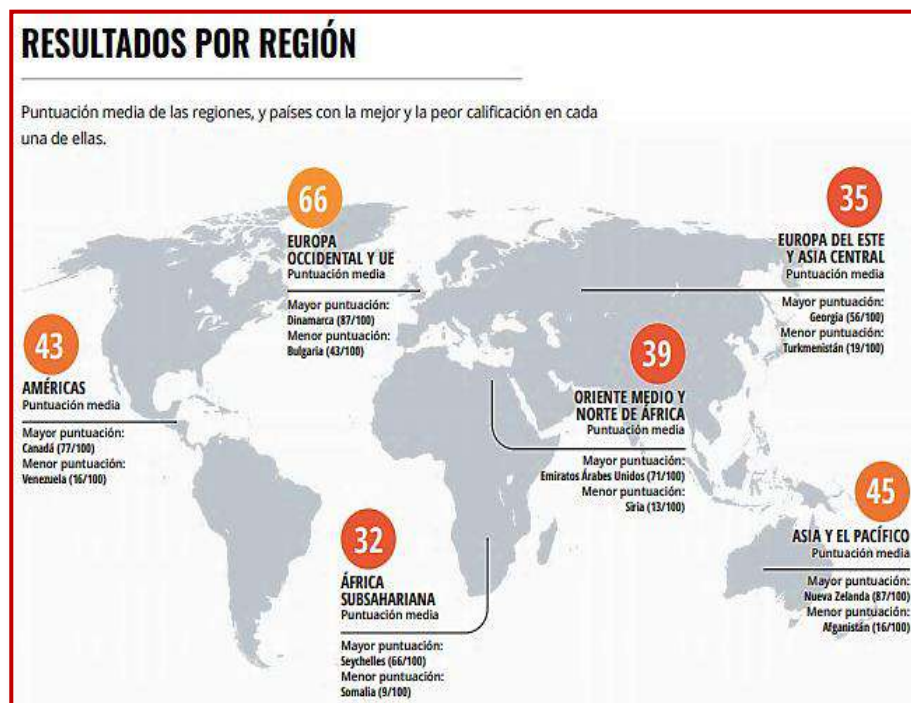 RESULTADOS POR REGIÓN
Puntuación media de las regiones, y países con la mejor y la peor calificación en cada
una de ellas.
66
EUROPA
OCCIDENTAL Y UE
Puntuación media
Mayor puntuación:
Dinamarca (87/100)
Menor puntuación:
Bulgaria (43/100)
35
EUROPA DEL ESTE
Y ASIA CENTRAL
Puntuación media
Mayor puntuación:
Georgia (56/100)
Menor puntuación:
Turkmenistán (19/100)
43
AMÉRICAS
Puntuación media
Mayor puntuación:
Canadá (77/100)
Menor puntuación:
Venezuela (16/100)
39
ORIENTE MEDIO Y
NORTE DE ÁFRICA
Puntuación media
Mayor puntuación:
Emiratos Árabes Unidos (71/100)
Menor puntuación:
Siria (13/100)
45
ASIA Y EL PACÍFICO
Puntuación media
Mayor puntuación:
Nueva Zelanda (87/100)
Menor puntuación:
Afganistán (16/100)
32
ÁFRICA
SUBSAHARIANA
Puntuación media
Mayor puntuación:
Seychelles (66/100)
Menor puntuación:
Somalia (9/100)